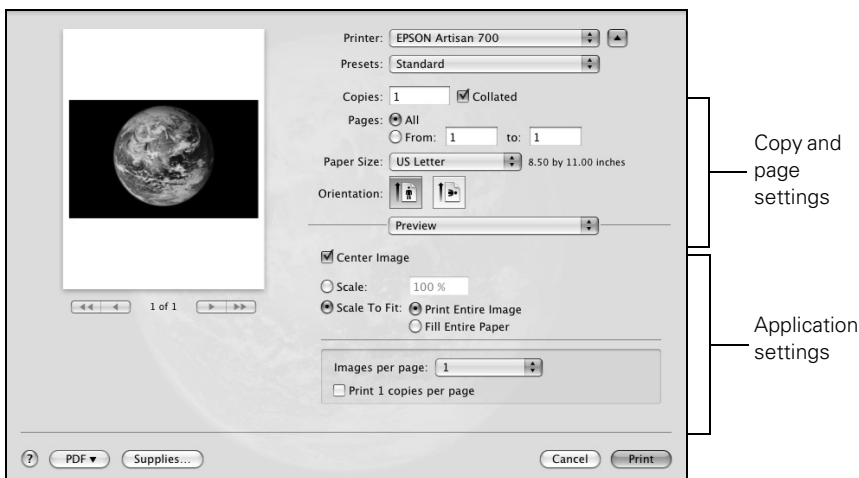 Printer: EPSON Artisan 700
Presets: Standard
Copies: 1 Collated
Pages: All
From: 1 to: 1
Paper Size: US Letter 8.50 by 11.00 inches
Orientation:
Preview
Center Image
Scale: 100 %
Scale To Fit: Print Entire Image
Fill Entire Paper
1 of 1
Images per page: 1
Print 1 copies per page
? PDF Supplies... Cancel Print
Copy and
page
settings
Application
settings